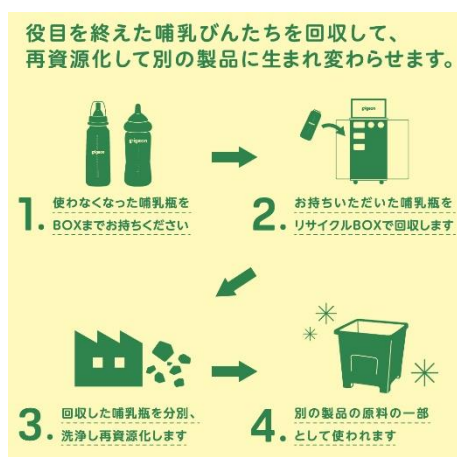 役目を終えた哺乳びんたちを回収して、
再資源化して別の製品に生まれ変わらせます。
pigeon
pigeon
pigeon
1. 使わなくなった哺乳瓶を
BOXまでお持ちください
2. お持ちいただいた哺乳瓶を
リサイクルBOXで回収します
3. 回収した哺乳瓶を分別、
洗浄し再資源化します
4. 別の製品の原料の一部
として使われます